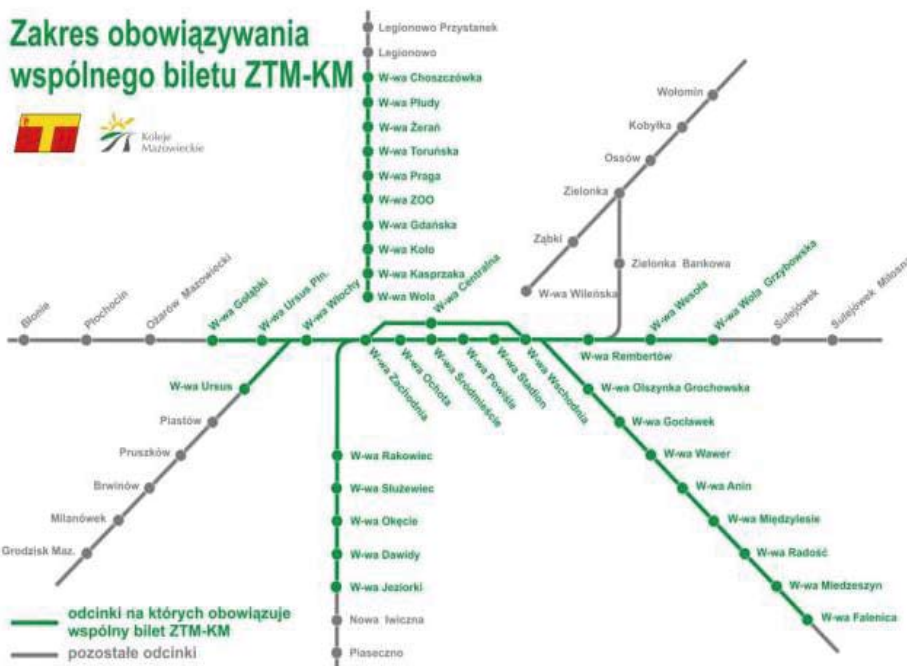 Zakres obowiązywania
wspólnego biletu ZTM-KM
Koleje
Mazowieckie
Legionowo Przystanek
Legionowo
W-wa Choszczówka
W-wa Płudy
W-wa Żerań
W-wa Toruńska
W-wa Praga
W-wa ZOO
W-wa Gdańska
W-wa Koło
W-wa Kasprzaka
W-wa Wola
Wołomin
Kobyłka
Ossów
Zielonka
Ząbki
Zielonka Bankowa
W-wa Wileńska
Błonie
Płochocin
Ożarów Mazowiecki
W-wa Gołąbki
W-wa Ursus Płn.
W-wa Włochy
W-wa Centralna
W-wa Wesoła
W-wa Wola Grzybowska
Sulejówek
Sulejówek Miłosna
W-wa Zachodnia
W-wa Ochota
W-wa Śródmieście
W-wa Powiśle
W-wa Stadion
W-wa Wschodnia
W-wa Rembertów
W-wa Ursus
Piastów
Pruszków
Brwinów
Milanówek
Grodzisk Maz.
W-wa Rakowiec
W-wa Służewiec
W-wa Okęcie
W-wa Dawidy
W-wa Jeziorki
Nowa Iwiczna
Piaseczno
W-wa Olszynka Grochowska
W-wa Gocławek
W-wa Wawer
W-wa Anin
W-wa Międzylesie
W-wa Radość
W-wa Miedzeszyn
W-wa Falenica
odcinki na których obowiązuje
wspólny bilet ZTM-KM
pozostałe odcinki